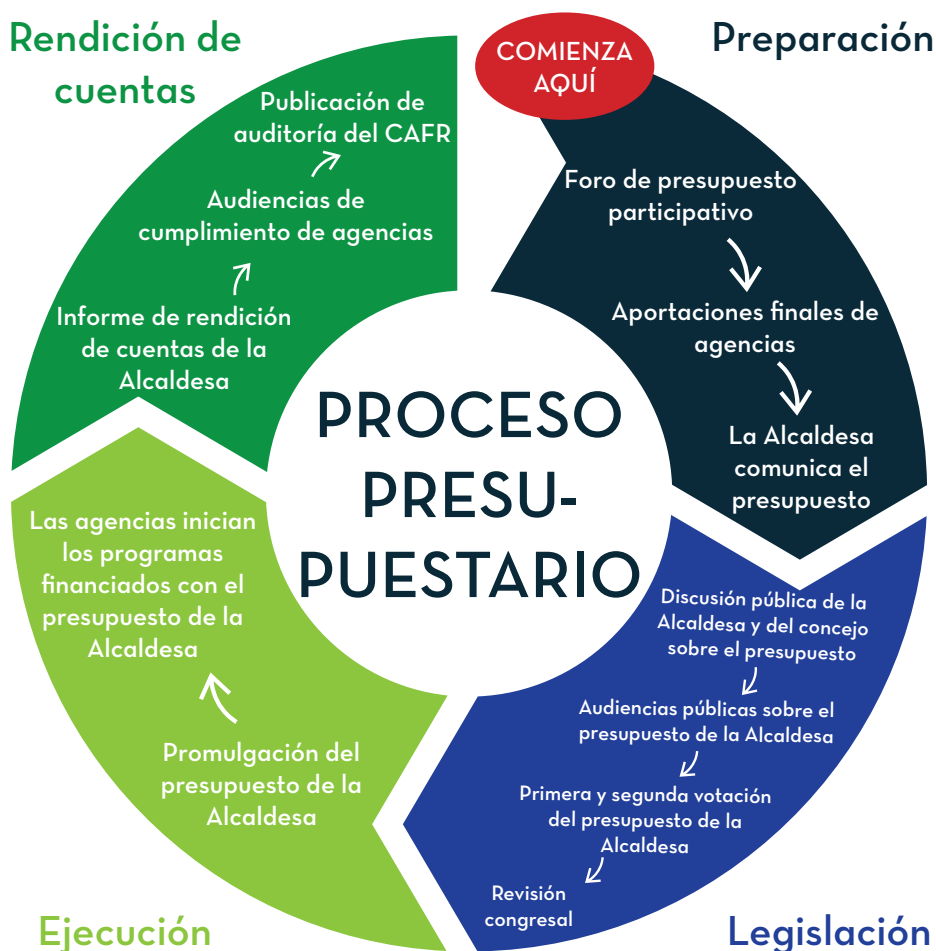 Rendición de
cuentas
COMIENZA
AQUÍ
Preparación
Foro de presupuesto
participativo
Aportaciones finales de
agencias
La Alcaldesa
comunica el
presupuesto
Discusión pública de la
Alcaldesa y del concejo
sobre el presupuesto
Audiencias públicas sobre el
presupuesto de la Alcaldesa
Primera y segunda votación
del presupuesto de la
Alcaldesa
Revisión
congresal
Legislación
Promulgación del
presupuesto de la
Alcaldesa
Las agencias inician
los programas
financiados con el
presupuesto de la
Alcaldesa
Ejecución
Informe de rendición
de cuentas de la
Alcaldesa
Audiencias de
cumplimiento de agencias
Publicación de
auditoría del CAFR
PROCESO
PRESU-
PUESTARIO